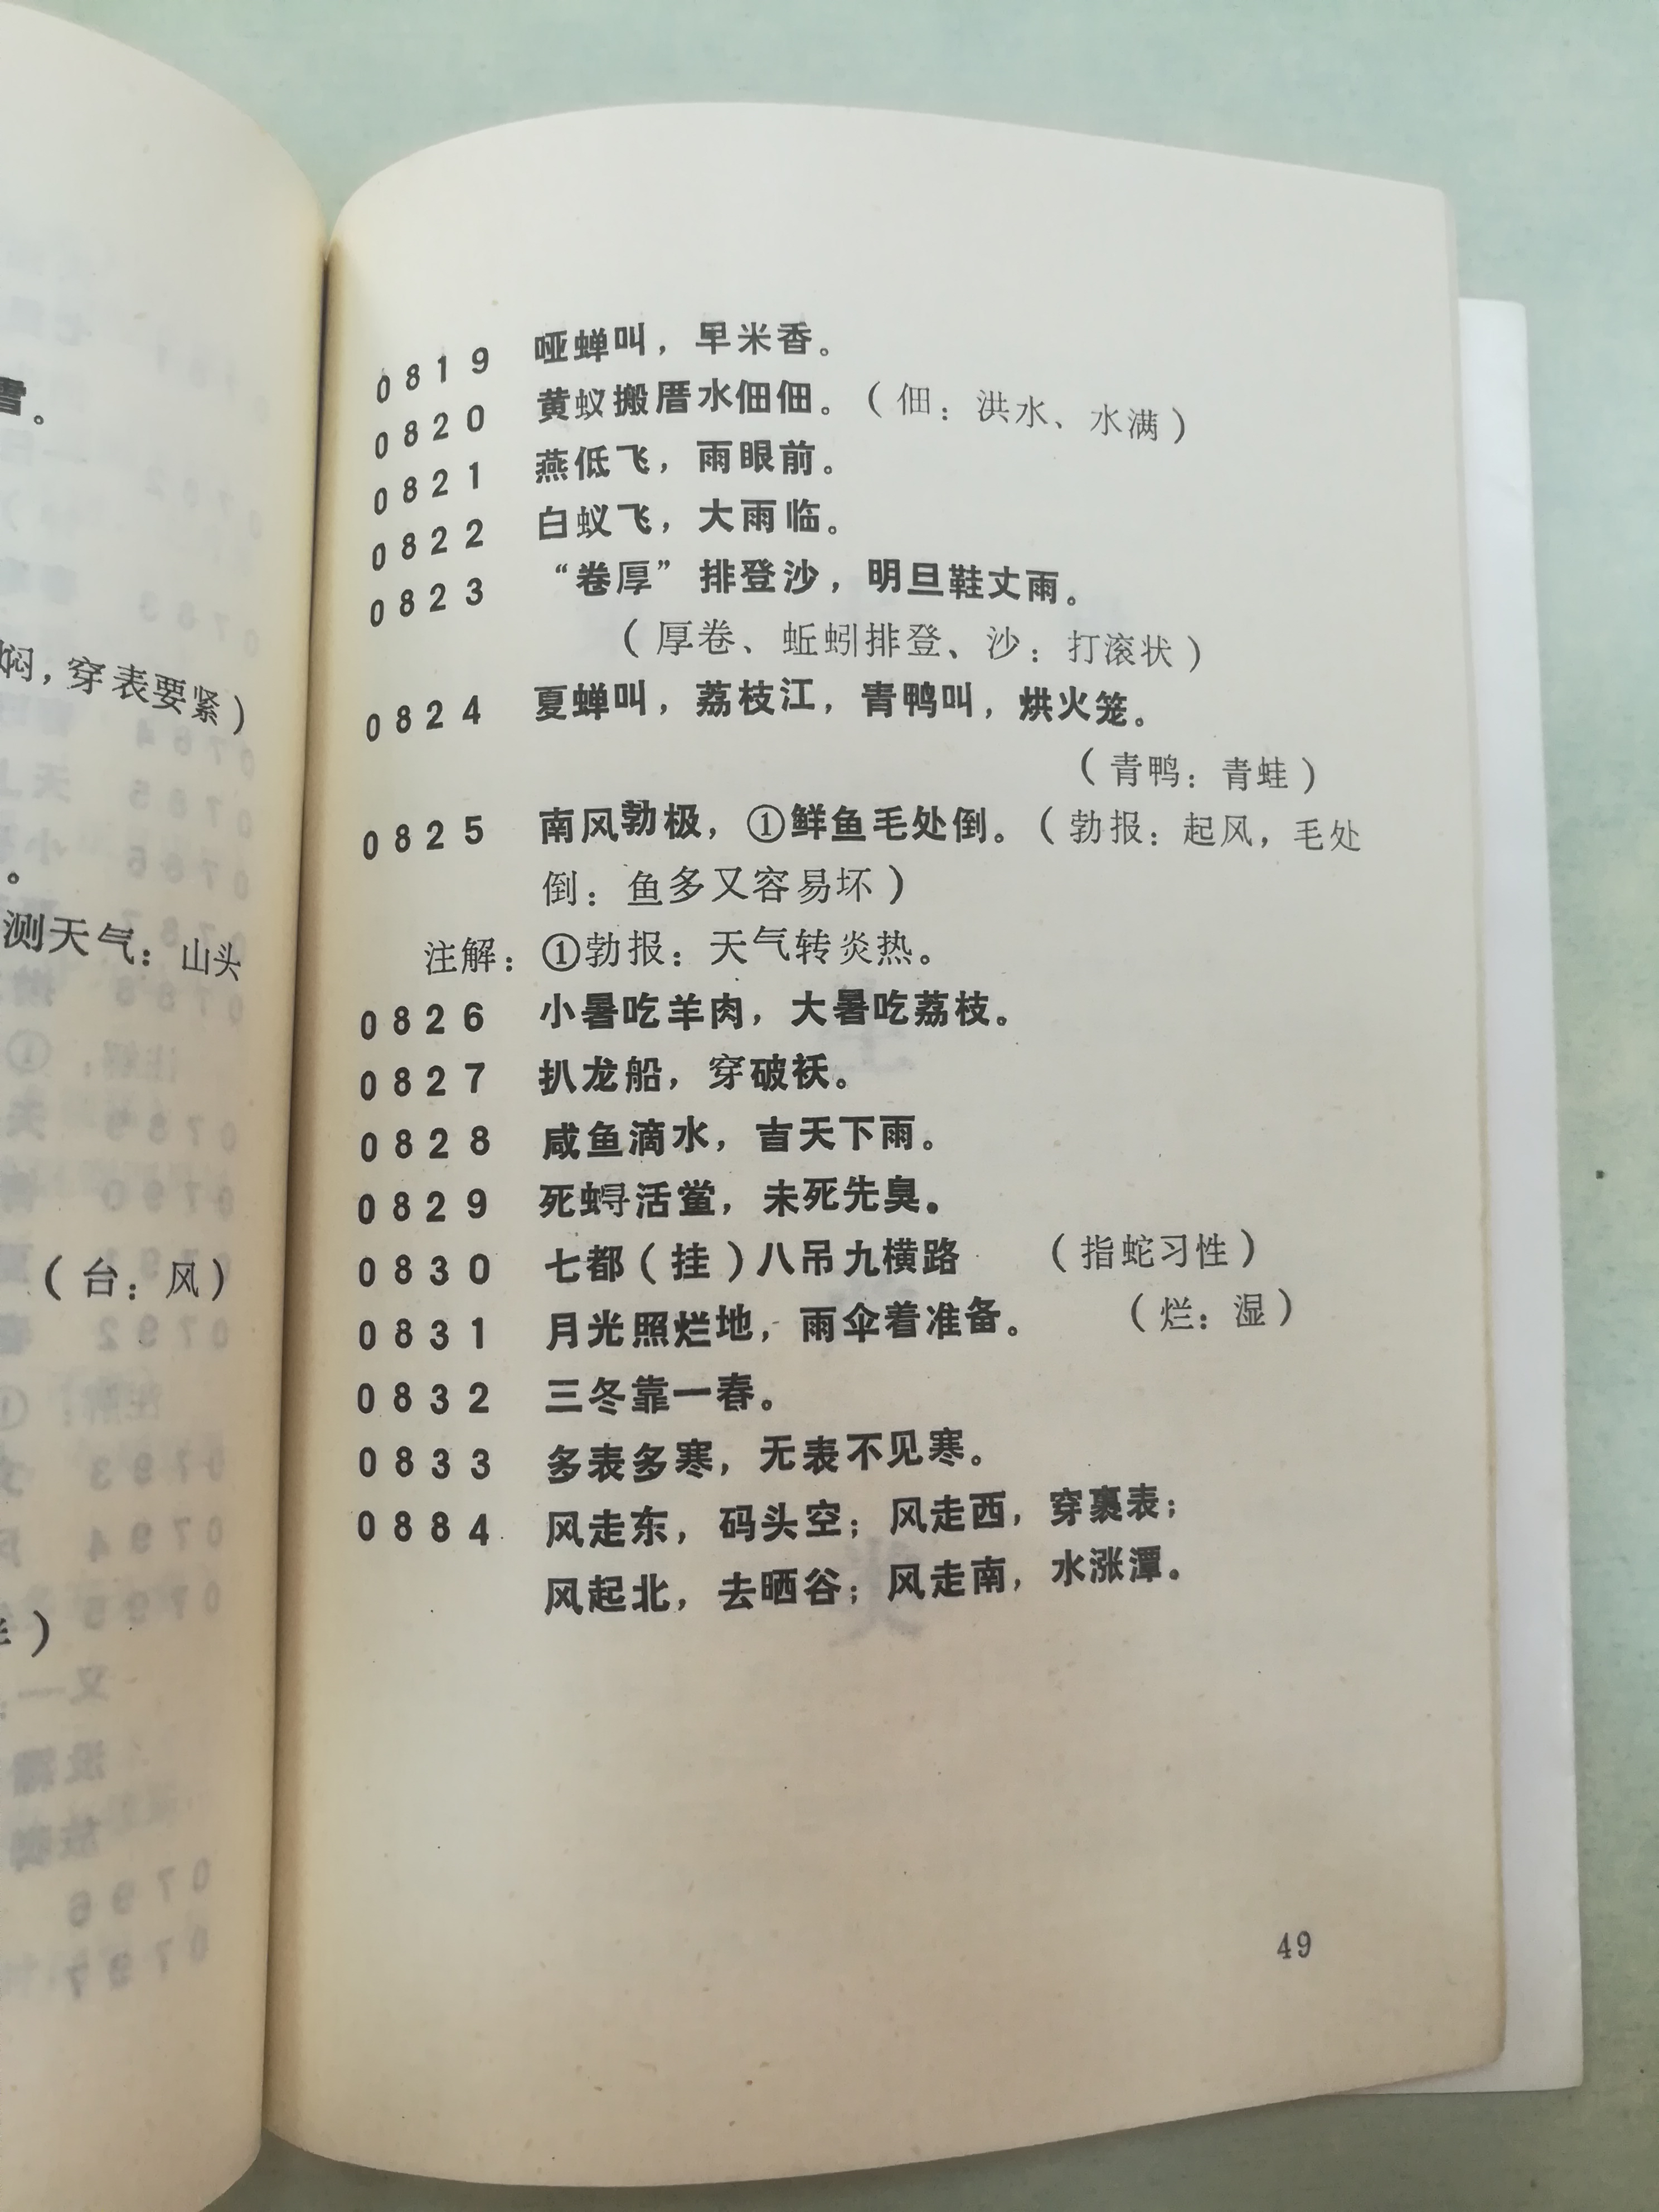 雪。
闷，穿表要紧）
。
测天气：山头
（台：风）
）
0819 哑蝉叫，早米香。
0820 黄蚁搬厝水佃佃。（佃：洪水、水满）
0821 燕低飞，雨眼前。
0822 白蚁飞，大雨临。
0823 “卷厚”排登沙，明旦鞋丈雨。
（厚卷、蚯蚓排登、沙：打滚状）
0824 夏蝉叫，荔枝江，青鸭叫，烘火笼。
（青鸭：青蛙）
0825 南风勃极，①鲜鱼毛处倒。（勃报：起风，毛处
倒：鱼多又容易坏）
注解：①勃报：天气转炎热。
0826 小暑吃羊肉，大暑吃荔枝。
0827 扒龙船，穿破袄。
0828 咸鱼滴水，吉天下雨。
0829 死蟳活鲎，未死先臭。
0830 七都（挂）八吊九横路 （指蛇习性）
0831 月光照烂地，雨伞着准备。 （烂：湿）
0832 三冬靠一春。
0833 多表多寒，无表不见寒。
0884 风走东，码头空；风走西，穿裹表；
风起北，去晒谷；风走南，水涨潭。
49